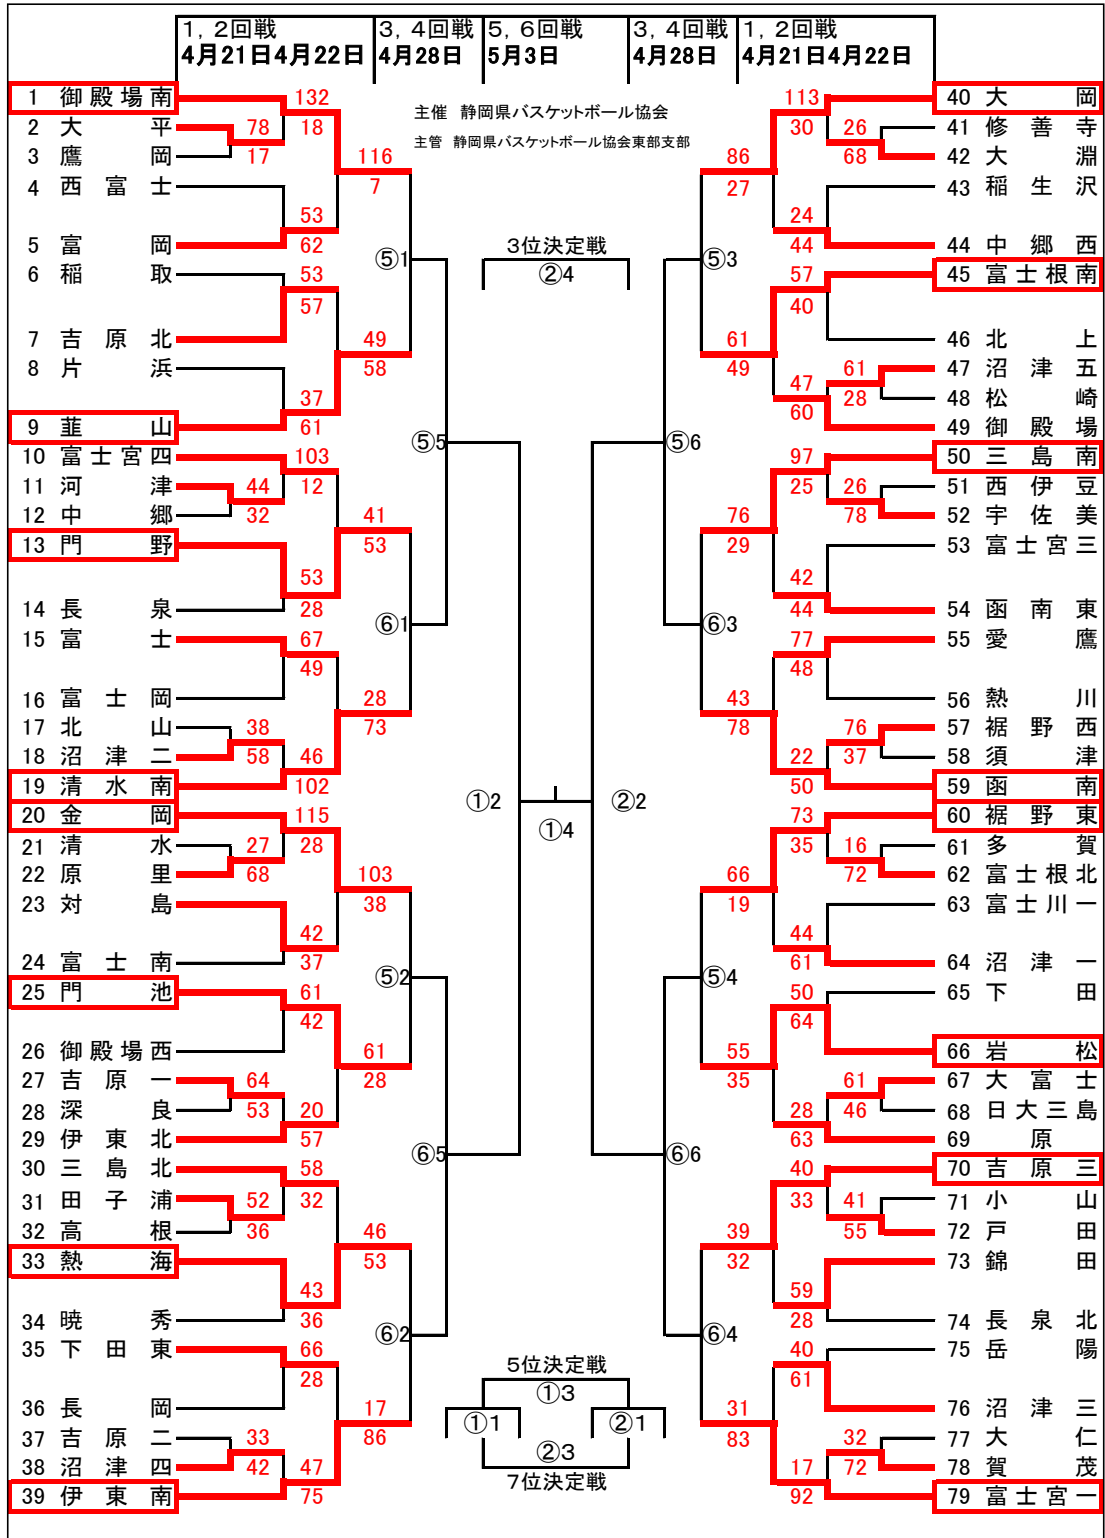 1, 2回戦 3, 4回戦 5, 6回戦 3, 4回戦 1, 2回戦
4月21日4月22日 4月28日 5月3日 4月28日 4月21日4月22日
主催 静岡県バスケットボール協会
主管 静岡県バスケットボール協会東部支部
1 御殿場南
2 大平
3 鷹岡
4 西富士
5 富岡
6 稲取
7 吉原北
8 片浜
9 韮山
10 富士宮四
11 河津
12 中郷
13 門野
14 長泉
15 富士
16 富士岡
17 北山
18 沼津二
19 清水南
20 金岡
21 清水
22 原里
23 対島
24 富士南
25 門池
26 御殿場西
27 吉原一
28 深良
29 伊東北
30 三島北
31 田子浦
32 高根
33 熱海
34 暁秀
35 下田東
36 長岡
37 吉原二
38 沼津四
39 伊東南
78
17
44
32
38
58
27
68
64
53
52
36
33
42
132
18
53
62
53
57
37
61
103
12
53
28
67
49
46
102
115
28
42
37
61
42
20
57
58
32
43
36
66
28
47
75
116
7
49
58
41
53
28
73
103
38
61
28
46
53
17
86
⑤1
⑥1
⑤2
⑥2
⑤5
⑥5
①2
3位決定戦
②4
①4
5位決定戦
①3
①1
②1
②3
7位決定戦
②2
⑤6
⑥6
⑤3
⑥3
⑤4
⑥4
86
27
61
49
76
29
43
78
66
19
55
35
39
32
31
83
113
30
24
44
57
40
47
60
97
25
42
44
77
48
22
50
73
35
44
61
50
64
28
63
40
33
59
28
40
61
17
92
26
68
61
28
26
78
76
37
16
72
61
46
41
55
32
72
40 大岡
41 修善寺
42 大淵
43 稲生沢
44 中郷西
45 富士根南
46 北上
47 沼津五
48 松崎
49 御殿場
50 三島南
51 西伊豆
52 宇佐美
53 富士宮三
54 函南東
55 愛鷹
56 熱川
57 裾野西
58 須津
59 函南
60 裾野東
61 多賀
62 富士根北
63 富士川一
64 沼津一
65 下田
66 岩松
67 大富士
68 日大三島
69 原
70 吉原三
71 小山
72 戸田
73 錦田
74 長泉北
75 岳陽
76 沼津三
77 大仁
78 賀茂
79 富士宮一